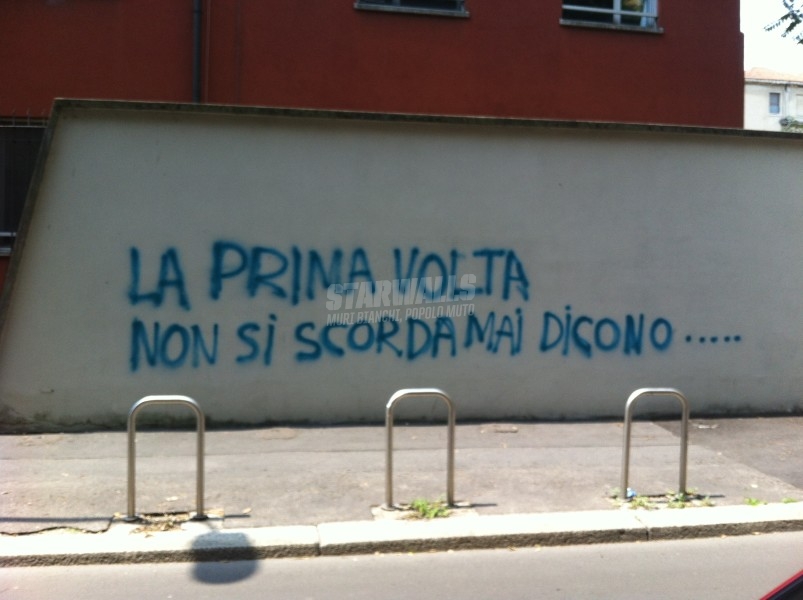 LA PRIMA VOLTA
STARWALLS
MURI BIANCHI, POPOLO MUTO
NON SI SCORDA MAI DICONO .....